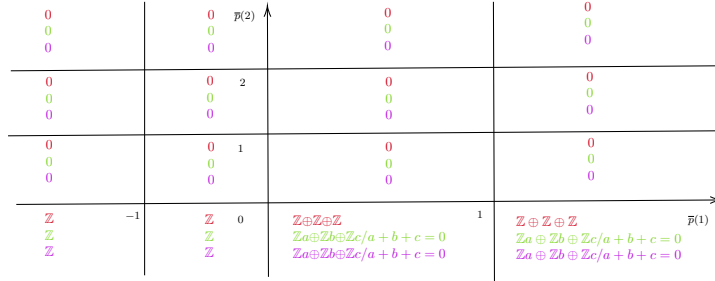 0 0 p̅(2) 0 0
0 0 0 0
0 0 0 0
0 0 2 0 0
0 0 0 0
0 0 0 0
0 0 1 0 0
0 0 0 0
0 0 0 0
ℤ −1 ℤ 0 ℤ⊕ℤ⊕ℤ 1 ℤ ⊕ ℤ ⊕ ℤ p̅(1)
ℤ ℤ ℤa⊕ℤb⊕ℤc/a + b + c = 0 ℤa ⊕ ℤb ⊕ ℤc/a + b + c = 0
ℤ ℤ ℤa⊕ℤb⊕ℤc/a + b + c = 0 ℤa ⊕ ℤb ⊕ ℤc/a + b + c = 0